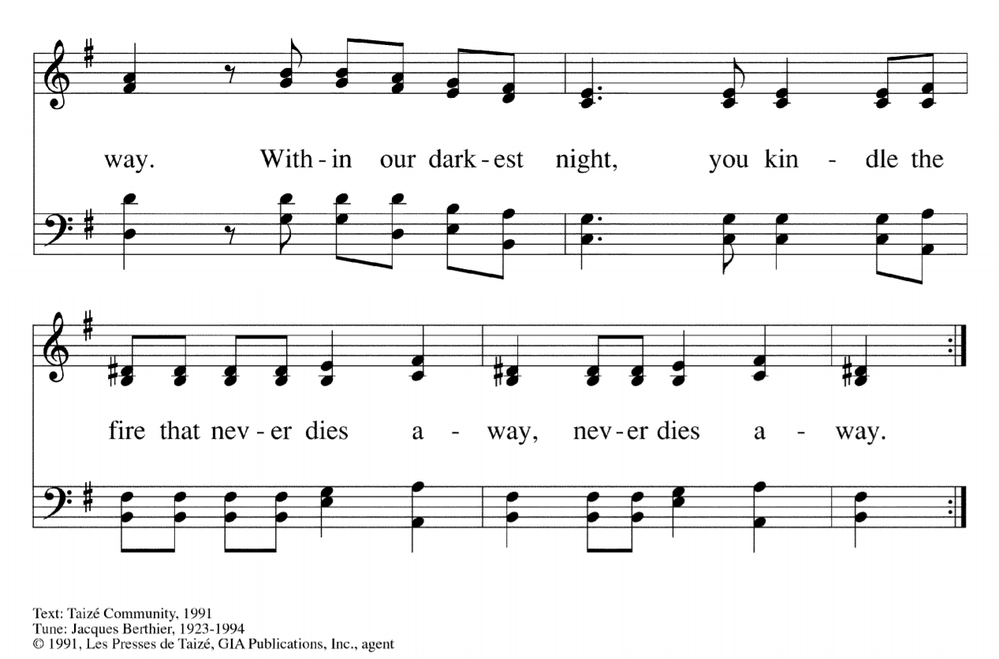 way. With-in our dark-est night, you kin - dle the
fire that nev-er dies a - way, nev-er dies a - way.
Text: Taizé Community, 1991
Tune: Jacques Berthier, 1923-1994
© 1991, Les Presses de Taizé, GIA Publications, Inc., agent